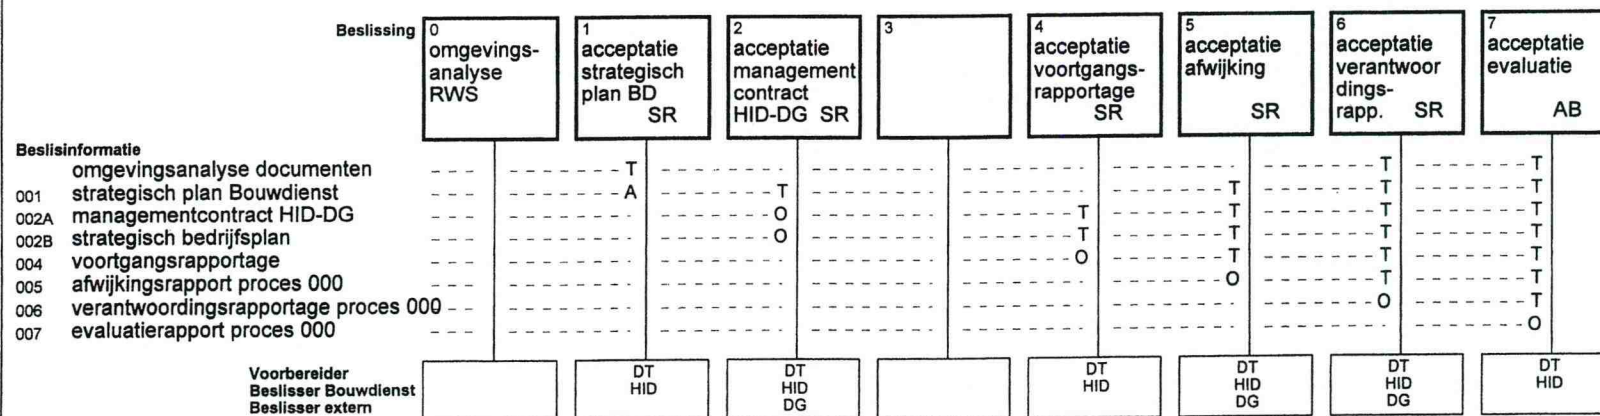 Beslissing
0
omgevings-
analyse
RWS
1
acceptatie
strategisch
plan BD
SR
2
acceptatie
management
contract
HID-DG SR
3
4
acceptatie
voortgangs-
rapportage
SR
5
acceptatie
afwijking
SR
6
acceptatie
verantwoor
dings-
rapp. SR
7
acceptatie
evaluatie
AB
Beslisinformatie
omgevingsanalyse documenten T T T
001 strategisch plan Bouwdienst A T T T T
002A managementcontract HID-DG O T T T T
002B strategisch bedrijfsplan O T T T T
004 voortgangsrapportage O T T T
005 afwijkingsrapport proces 000 O T T
006 verantwoordingsrapportage proces 000 O T
007 evaluatierapport proces 000 O
Voorbereider DT DT DT DT DT DT
Beslisser Bouwdienst HID HID HID HID HID HID
Beslisser extern DG DG DG